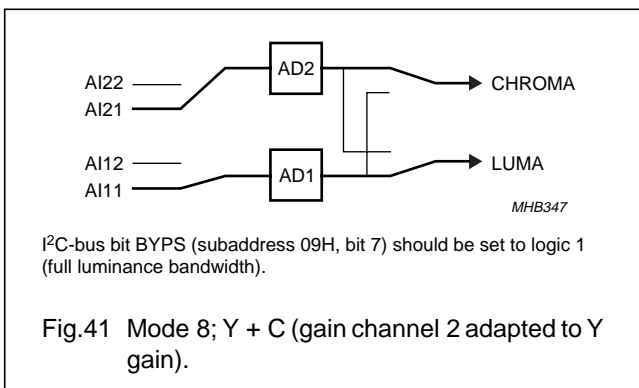 AI22
AI21
AD2
CHROMA
AI12
AI11
AD1
LUMA
MHB347
I²C-bus bit BYPS (subaddress 09H, bit 7) should be set to logic 1
(full luminance bandwidth).
Fig.41 Mode 8; Y + C (gain channel 2 adapted to Y
gain).